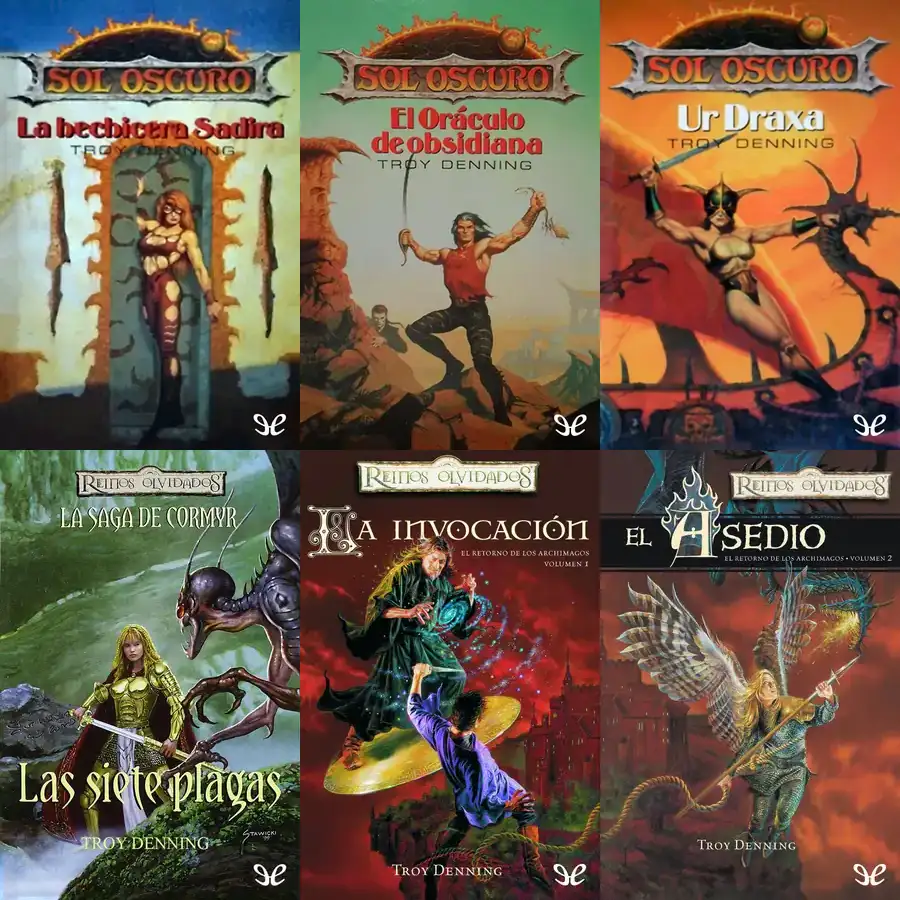 SOL OSCURO
La hechicera Sadira
TROY DENNING
SOL OSCURO
El Oráculo
de obsidiana
TROY DENNING
SOL OSCURO
Ur Draxa
TROY DENNING
REINOS OLVIDADOS
LA SAGA DE CORMYR
Las siete plagas
STAWICKI
TROY DENNING
REINOS OLVIDADOS
LA INVOCACIÓN
EL RETORNO DE LOS ARCHIMAGOS
VOLUMEN 1
TROY DENNING
REINOS OLVIDADOS
EL ASEDIO
EL RETORNO DE LOS ARCHIMAGOS • VOLUMEN 2
TROY DENNING